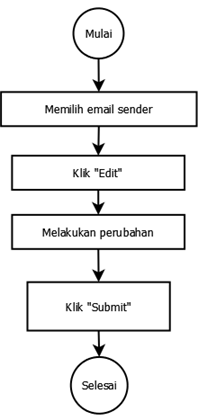 Mulai
Memilih email sender
Klik "Edit"
Melakukan perubahan
Klik "Submit"
Selesai